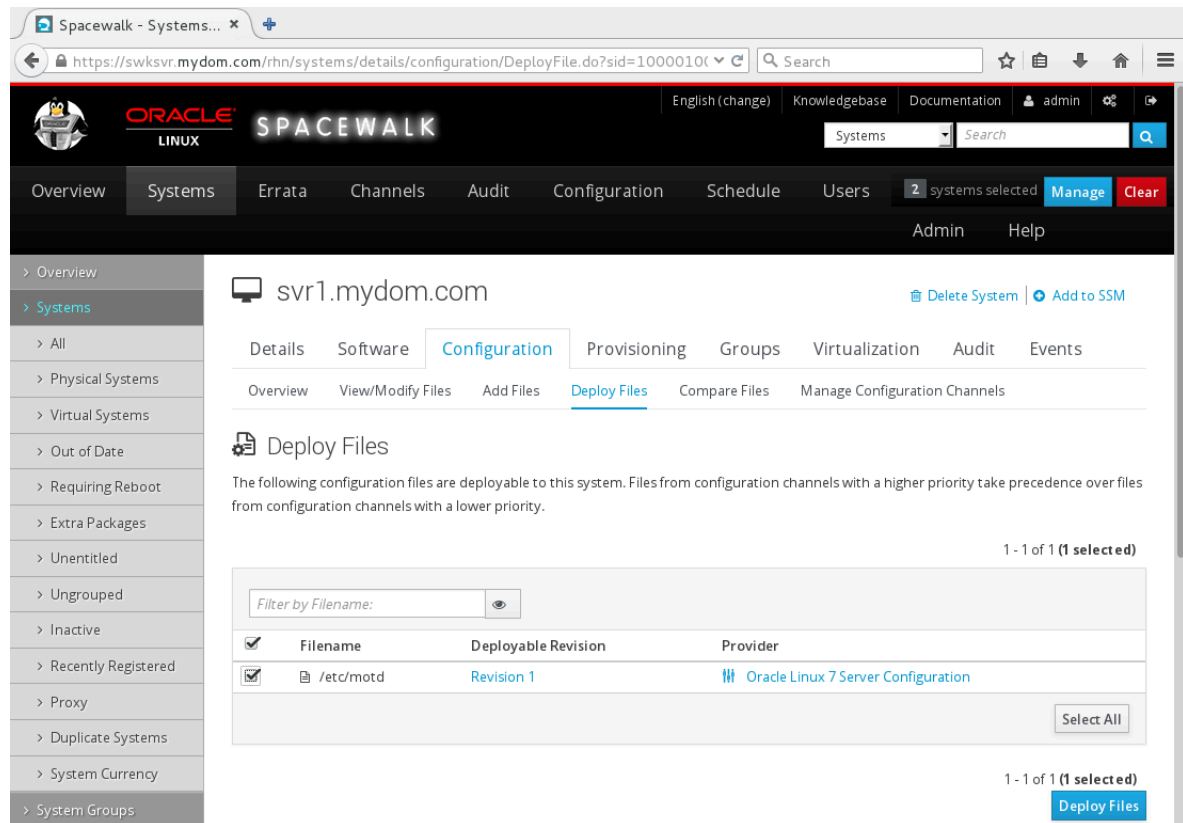 Spacewalk - Systems...
https://swksvr.mydom.com/rhn/systems/details/configuration/DeployFile.do?sid=1000010( Search
English (change) Knowledgebase Documentation admin
ORACLE
LINUX
SPACEWALK
Systems Search
Overview Systems Errata Channels Audit Configuration Schedule Users 2 systems selected Manage Clear
Admin Help
> Overview
> Systems
> All
> Physical Systems
> Virtual Systems
> Out of Date
> Requiring Reboot
> Extra Packages
> Unentitled
> Ungrouped
> Inactive
> Recently Registered
> Proxy
> Duplicate Systems
> System Currency
> System Groups
svr1.mydom.com
Delete System | Add to SSM
Details Software Configuration Provisioning Groups Virtualization Audit Events
Overview View/Modify Files Add Files Deploy Files Compare Files Manage Configuration Channels
Deploy Files
The following configuration files are deployable to this system. Files from configuration channels with a higher priority take precedence over files
from configuration channels with a lower priority.
1 - 1 of 1 (1 selected)
Filter by Filename:
Filename Deployable Revision Provider
/etc/motd Revision 1 Oracle Linux 7 Server Configuration
Select All
1 - 1 of 1 (1 selected)
Deploy Files